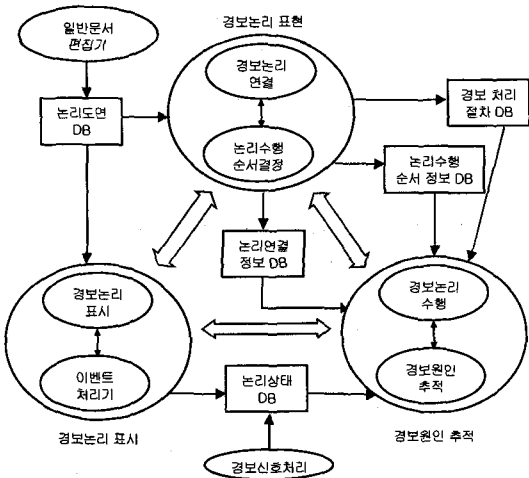 일반문서
편집기
경보논리 표현
경보논리
연결
논리수행
순서결정
논리도면
DB
경보 처리
절차 DB
논리수행
순서 정보 DB
논리연결
정보 DB
경보논리
표시
이벤트
처리기
경보논리 표시
논리상태
DB
경보신호처리
경보논리
수행
경보원인
추적
경보원인 추적